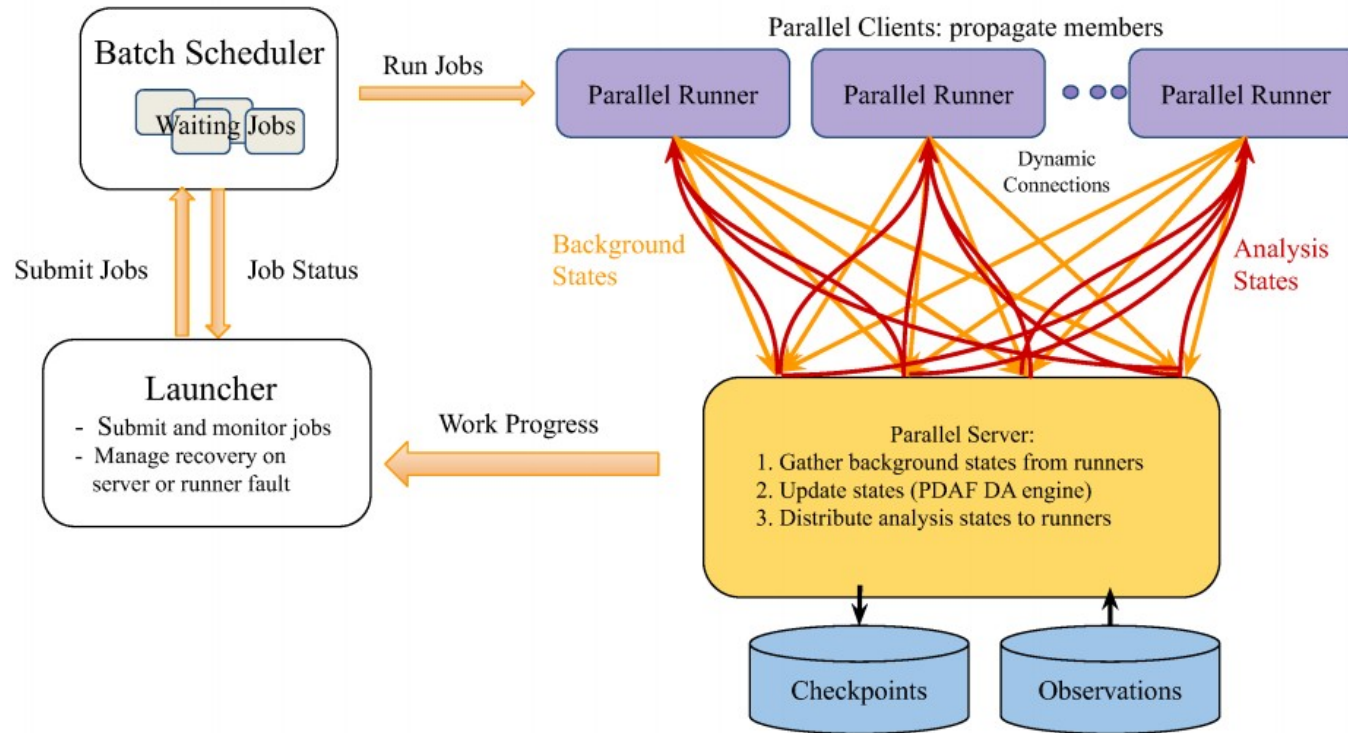 Parallel Clients: propagate members
Batch Scheduler
Waiting Jobs
Run Jobs
Parallel Runner
Parallel Runner
Parallel Runner
Dynamic
Connections
Background
States
Analysis
States
Submit Jobs
Job Status
Launcher
- Submit and monitor jobs
- Manage recovery on
server or runner fault
Work Progress
Parallel Server:
1. Gather background states from runners
2. Update states (PDAF DA engine)
3. Distribute analysis states to runners
Checkpoints
Observations